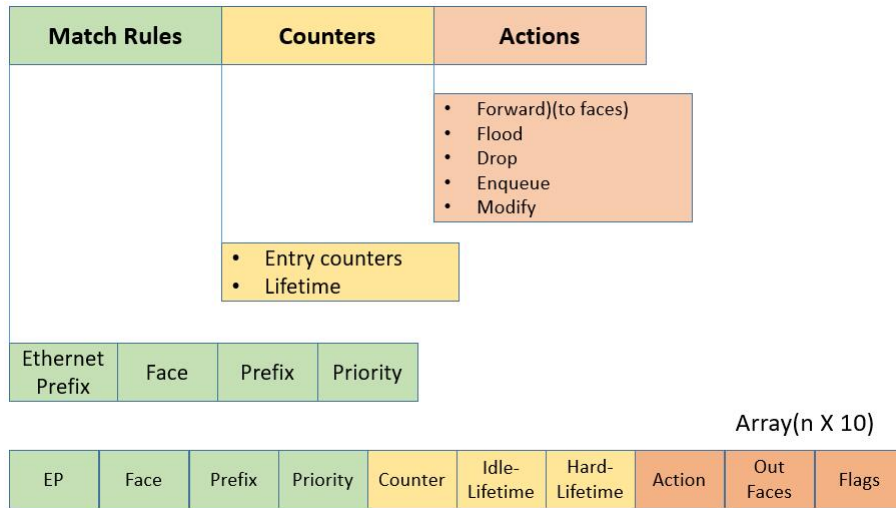 Match Rules
Counters
Actions
• Forward)(to faces)
• Flood
• Drop
• Enqueue
• Modify
• Entry counters
• Lifetime
Ethernet
Prefix
Face
Prefix
Priority
Array(n X 10)
EP
Face
Prefix
Priority
Counter
Idle-
Lifetime
Hard-
Lifetime
Action
Out
Faces
Flags